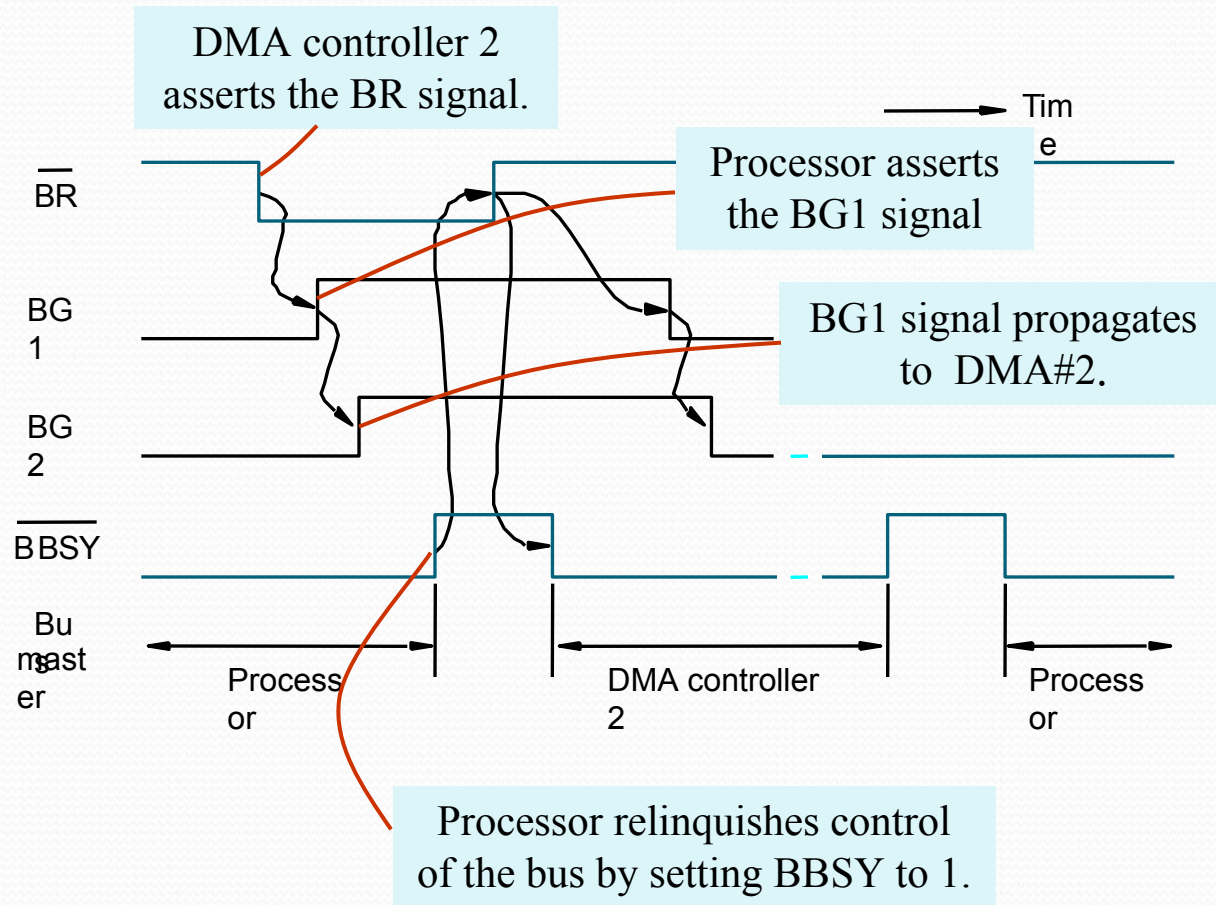 DMA controller 2
asserts the BR signal.
Tim
e
Processor asserts
the BG1 signal
BR
BG
1
BG1 signal propagates
to DMA#2.
BG
2
BBSY
Bu
s
mast
er
Process
or
DMA controller
2
Process
or
Processor relinquishes control
of the bus by setting BBSY to 1.